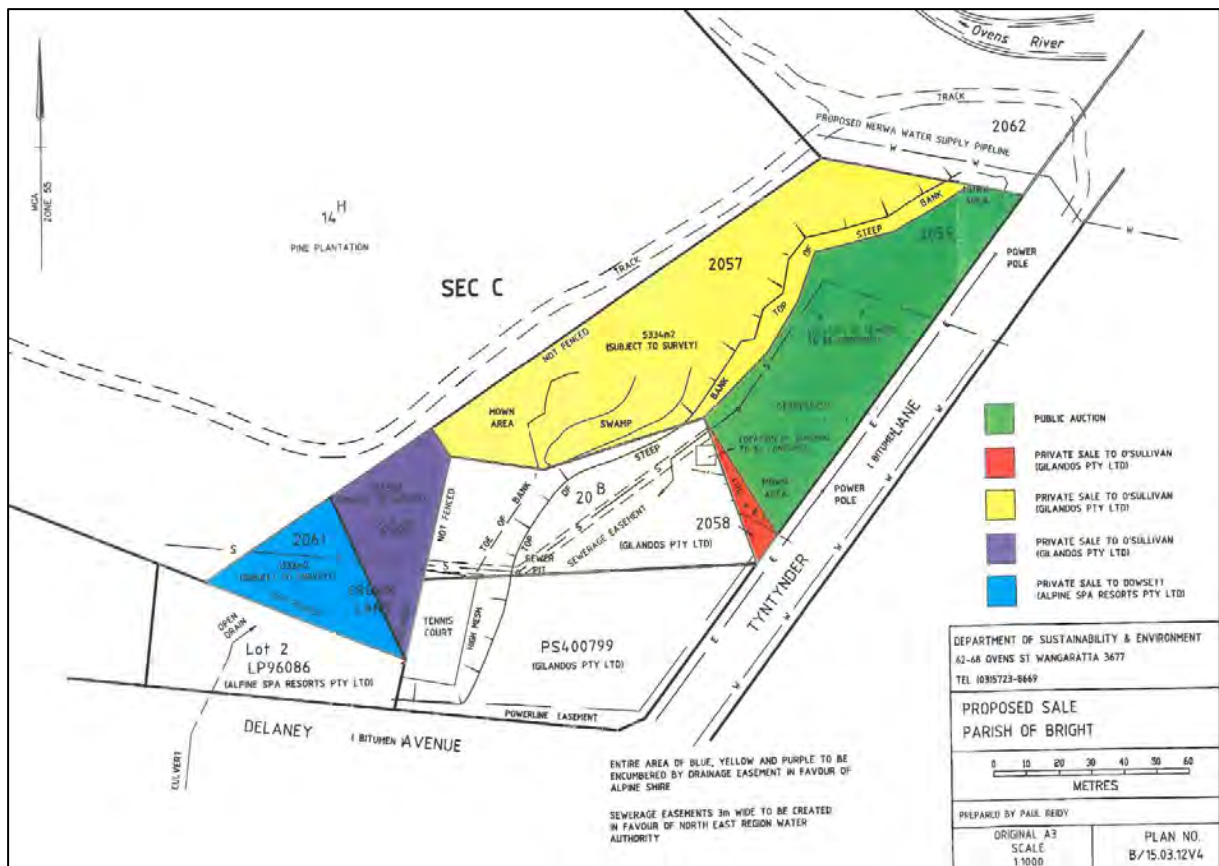 Ovens River
TRACK
2062
PROPOSED NERWA WATER SUPPLY PIPELINE
W
W
W
W
MGA
ZONE 55
14 H
PINE PLANTATION
SEC C
TRACK
2057
NOT FENCED
5334m2
(SUBJECT TO SURVEY)
BANK
STEEP
OF
TOP
BANK
POWER
POLE
MOWN
AREA
SWAMP
STEEP
OF
TOE OF BANK
TOP
NOT FENCED
20 B
SEWERAGE EASEMENT
SEWER
PIT
2058
(GILANDOS PTY LTD)
MOWN
AREA
POWER
POLE
TYNTYNDER
( BITUMEN )
LANE
E
E
E
E
W
W
W
W
S
S
S
S
2061
(SUBJECT TO SURVEY)
OPEN
DRAIN
Lot 2
LP96086
(ALPINE SPA RESORTS PTY LTD)
TENNIS
COURT
HIGH MESH
PS400799
(GILANDOS PTY LTD)
POWERLINE EASEMENT
DELANEY
( BITUMEN )
AVENUE
CULVERT
PUBLIC AUCTION
PRIVATE SALE TO O'SULLIVAN
(GILANDOS PTY LTD)
PRIVATE SALE TO O'SULLIVAN
(GILANDOS PTY LTD)
PRIVATE SALE TO O'SULLIVAN
(GILANDOS PTY LTD)
PRIVATE SALE TO DOWSETT
(ALPINE SPA RESORTS PTY LTD)
ENTIRE AREA OF BLUE, YELLOW AND PURPLE TO BE
ENCUMBERED BY DRAINAGE EASEMENT IN FAVOUR OF
ALPINE SHIRE
SEWERAGE EASEMENTS 3m WIDE TO BE CREATED
IN FAVOUR OF NORTH EAST REGION WATER
AUTHORITY
DEPARTMENT OF SUSTAINABILITY & ENVIRONMENT
62-68 OVENS ST WANGARATTA 3677
TEL (03)5723-8669
PROPOSED SALE
PARISH OF BRIGHT
0 10 20 30 40 50 60
METRES
PREPARED BY PAUL REIDY
ORIGINAL A3
SCALE
1:1000
PLAN NO.
B/15.03.12V4